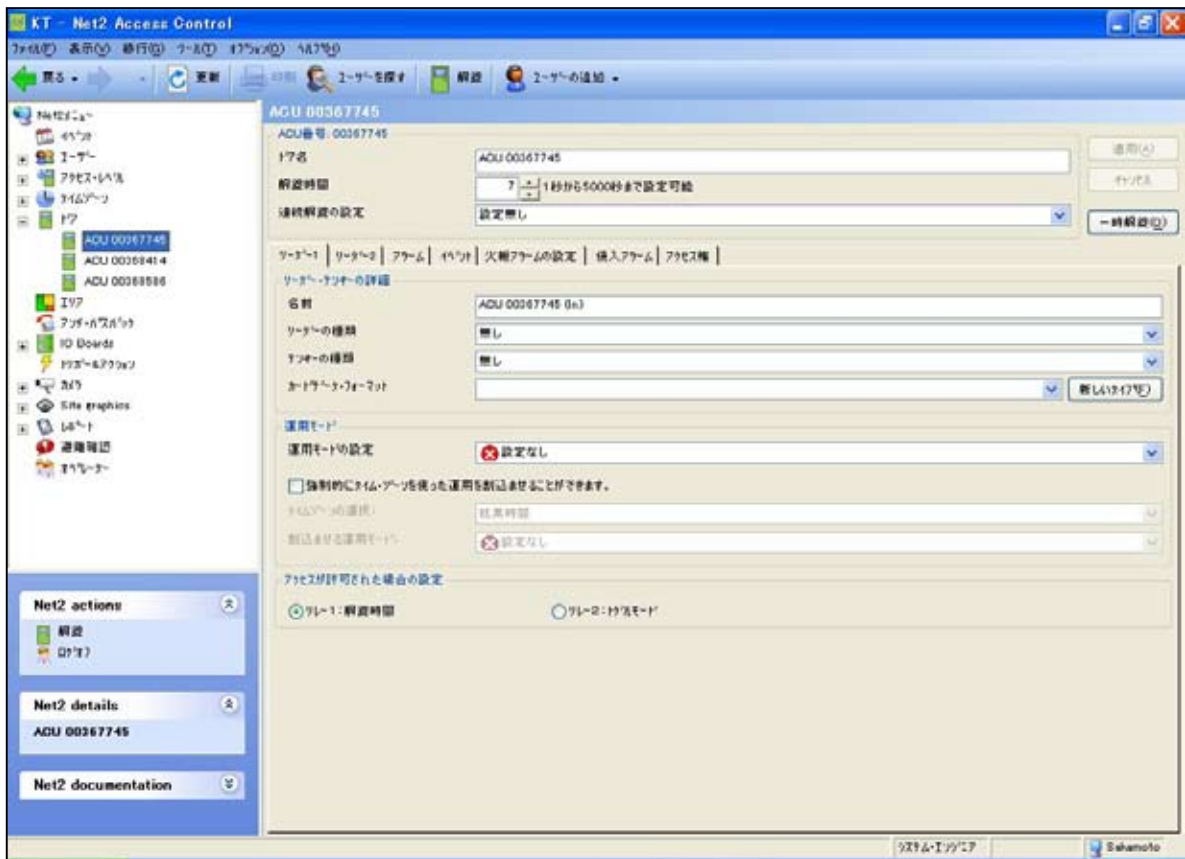 KT - Net2 Access Control
ﾌｧｲﾙ(F) 表示(V) 移行(G) ﾂｰﾙ(T) ｵﾌﾟｼｮﾝ(O) ﾍﾙﾌﾟ(H)
戻る 更新 印刷 ﾕｰｻﾞｰを探す 解錠 ﾕｰｻﾞｰの追加
Net2ﾒﾆｭｰ
ｲﾍﾞﾝﾄ
ﾕｰｻﾞｰ
ｱｸｾｽ・ﾚﾍﾞﾙ
ﾀｲﾑｿﾞｰﾝ
ﾄﾞｱ
ACU 00367745
ACU 00368414
ACU 00368586
ｴﾘｱ
ｱﾝﾁ・ﾊﾟｽﾊﾞｯｸ
IO Boards
ﾄﾘｶﾞｰ&ｱｸｼｮﾝ
ｶﾒﾗ
Site graphics
ﾚﾎﾟｰﾄ
避難確認
ｵﾍﾟﾚｰﾀｰ
Net2 actions
解錠
ﾛｸﾞｵﾌ
Net2 details
ACU 00367745
Net2 documentation
ACU 00367745
ACU番号: 00367745
ﾄﾞｱ名 ACU 00367745
解錠時間 7 1秒から5000秒まで設定可能
連続解錠の設定 設定無し
適用(A)
ｷｬﾝｾﾙ
一時解錠(O)
ﾘｰﾀﾞｰ1 ﾘｰﾀﾞｰ2 ｱﾗｰﾑ ｲﾍﾞﾝﾄ 火報ｱﾗｰﾑの設定 侵入ｱﾗｰﾑ ｱｸｾｽ権
ﾘｰﾀﾞｰ・ﾃﾝｷｰの詳細
名前 ACU 00367745 (In)
ﾘｰﾀﾞｰの種類 無し
ﾃﾝｷｰの種類 無し
ｶｰﾄﾞﾃﾞｰﾀ・ﾌｫｰﾏｯﾄ 新しいﾀｲﾌﾟ(F)
運用ﾓｰﾄﾞ
運用ﾓｰﾄﾞの設定 設定なし
強制的にﾀｲﾑ・ｿﾞｰﾝを使った運用を割込ませることができます。
ﾀｲﾑｿﾞｰﾝの選択: 就業時間
割込ませる運用ﾓｰﾄﾞ: 設定なし
ｱｸｾｽが許可された場合の設定
ﾘﾚｰ1:解錠時間 ﾘﾚｰ2:ﾄｸﾞﾙﾓｰﾄﾞ
ｼｽﾃﾑ・ｴﾝｼﾞﾆｱ Sakamoto